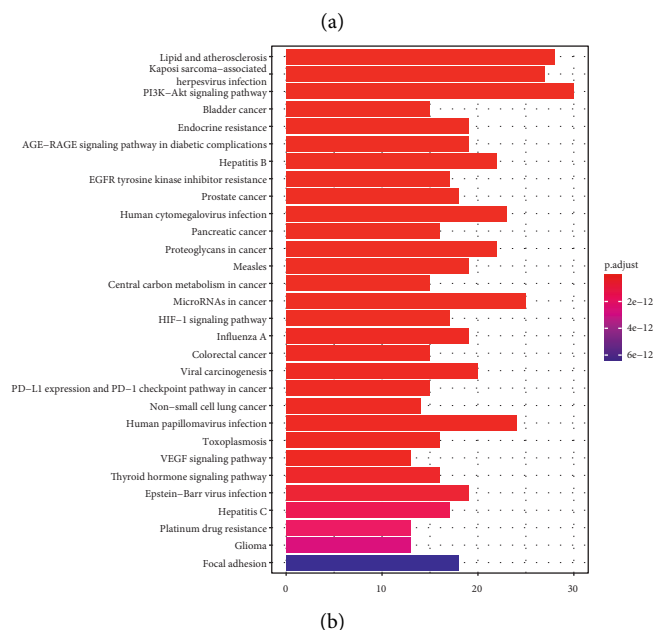 (a)
Lipid and atherosclerosis
Kaposi sarcoma−associated
herpesvirus infection
PI3K−Akt signaling pathway
Bladder cancer
Endocrine resistance
AGE−RAGE signaling pathway in diabetic complications
Hepatitis B
EGFR tyrosine kinase inhibitor resistance
Prostate cancer
Human cytomegalovirus infection
Pancreatic cancer
Proteoglycans in cancer
Measles
Central carbon metabolism in cancer
MicroRNAs in cancer
HIF−1 signaling pathway
Influenza A
Colorectal cancer
Viral carcinogenesis
PD−L1 expression and PD−1 checkpoint pathway in cancer
Non−small cell lung cancer
Human papillomavirus infection
Toxoplasmosis
VEGF signaling pathway
Thyroid hormone signaling pathway
Epstein−Barr virus infection
Hepatitis C
Platinum drug resistance
Glioma
Focal adhesion
0 10 20 30
p.adjust
2e−12
4e−12
6e−12
(b)